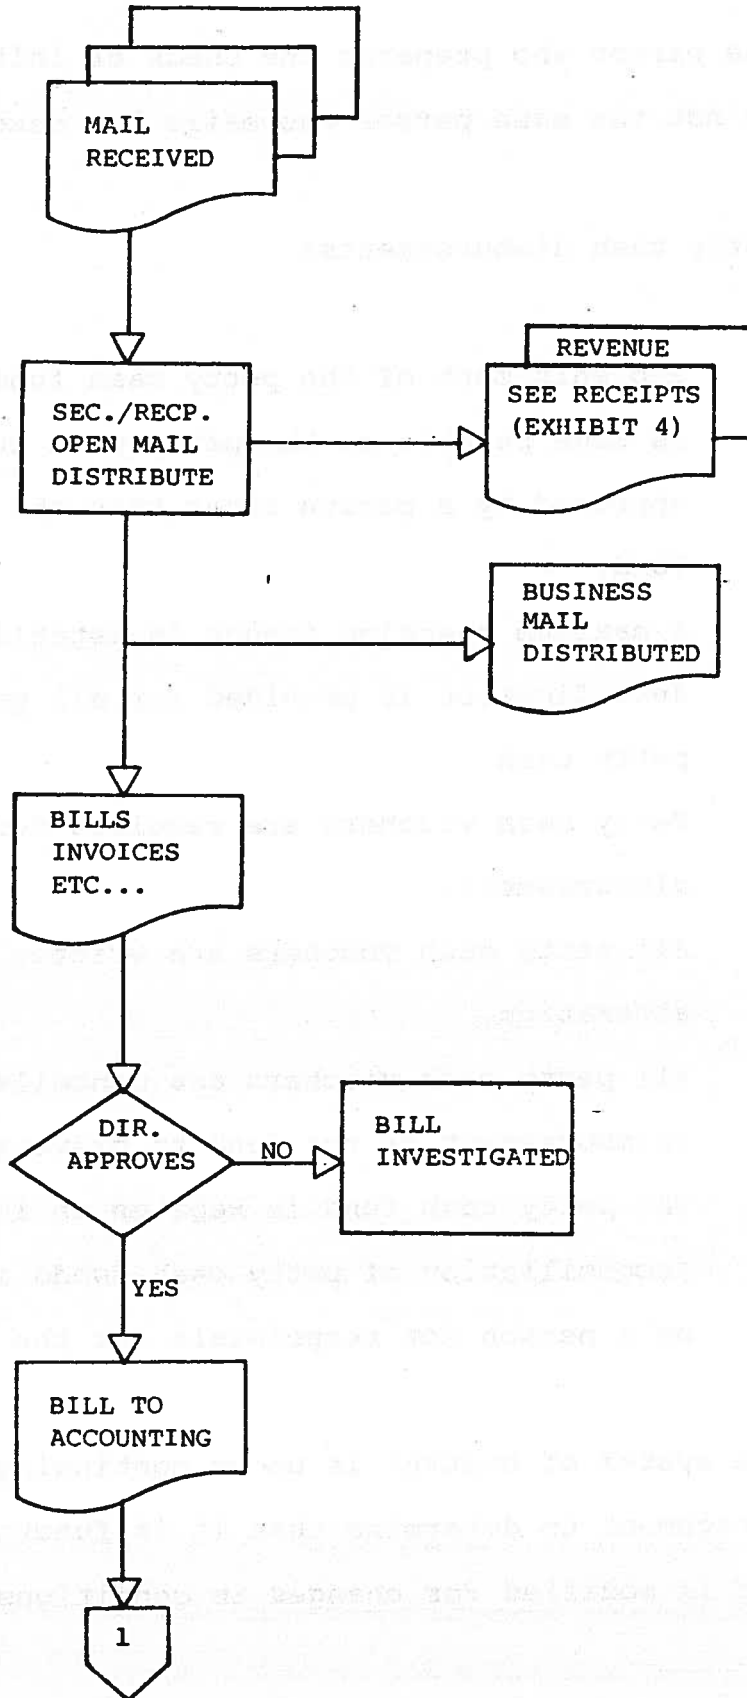 MAIL
RECEIVED
REVENUE
SEE RECEIPTS
(EXHIBIT 4)
SEC./RECP.
OPEN MAIL
DISTRIBUTE
BUSINESS
MAIL
DISTRIBUTED
BILLS
INVOICES
ETC...
DIR.
APPROVES
NO
BILL
INVESTIGATED
YES
BILL TO
ACCOUNTING
1